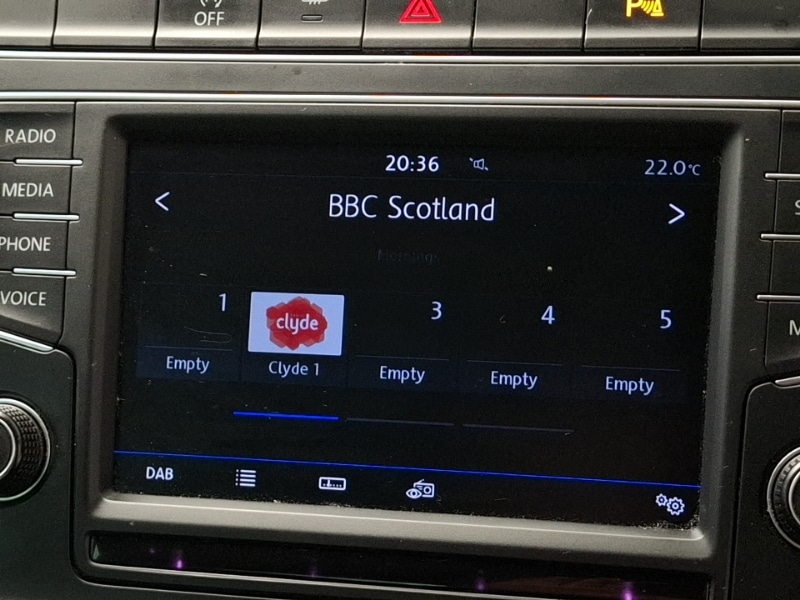 OFF
RADIO
MEDIA
PHONE
VOICE
20:36
22.0°C
< BBC Scotland >
1
clyde
3
4
5
Empty
Clyde 1
Empty
Empty
Empty
DAB